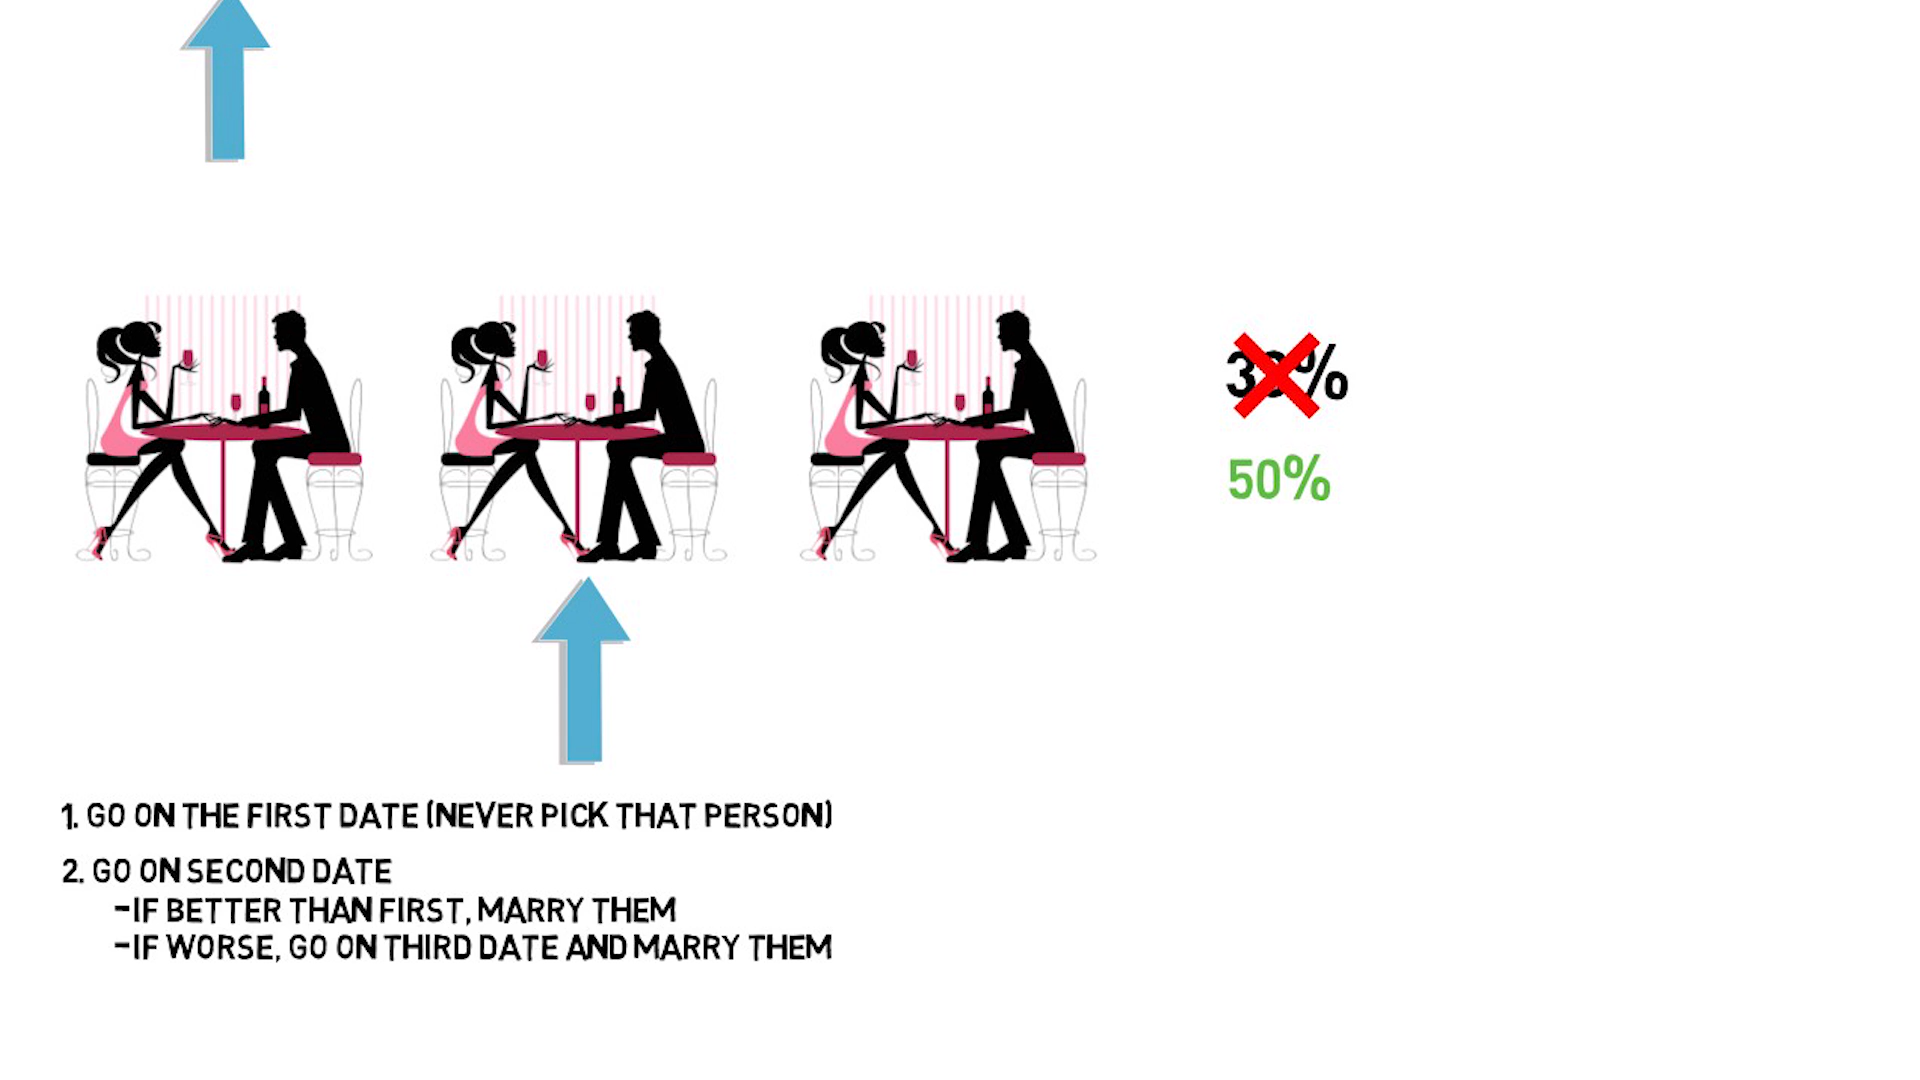 50%
1. GO ON THE FIRST DATE (NEVER PICK THAT PERSON)
2. GO ON SECOND DATE
-IF BETTER THAN FIRST, MARRY THEM
-IF WORSE, GO ON THIRD DATE AND MARRY THEM